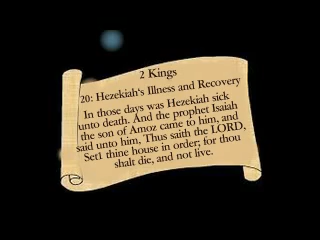 2 Kings
20: Hezekiah's Illness and Recovery
In those days was Hezekiah sick
unto death. And the prophet Isaiah
the son of Amoz came to him, and
said unto him, Thus saith the LORD,
Set1 thine house in order; for thou
shalt die, and not live.